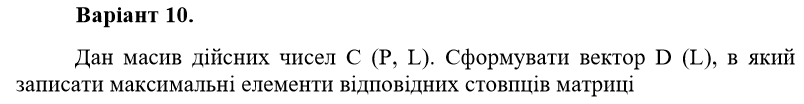 Варіант 10.
Дан масив дійсних чисел C (P, L). Сформувати вектор D (L), в який
записати максимальні елементи відповідних стовпців матриці